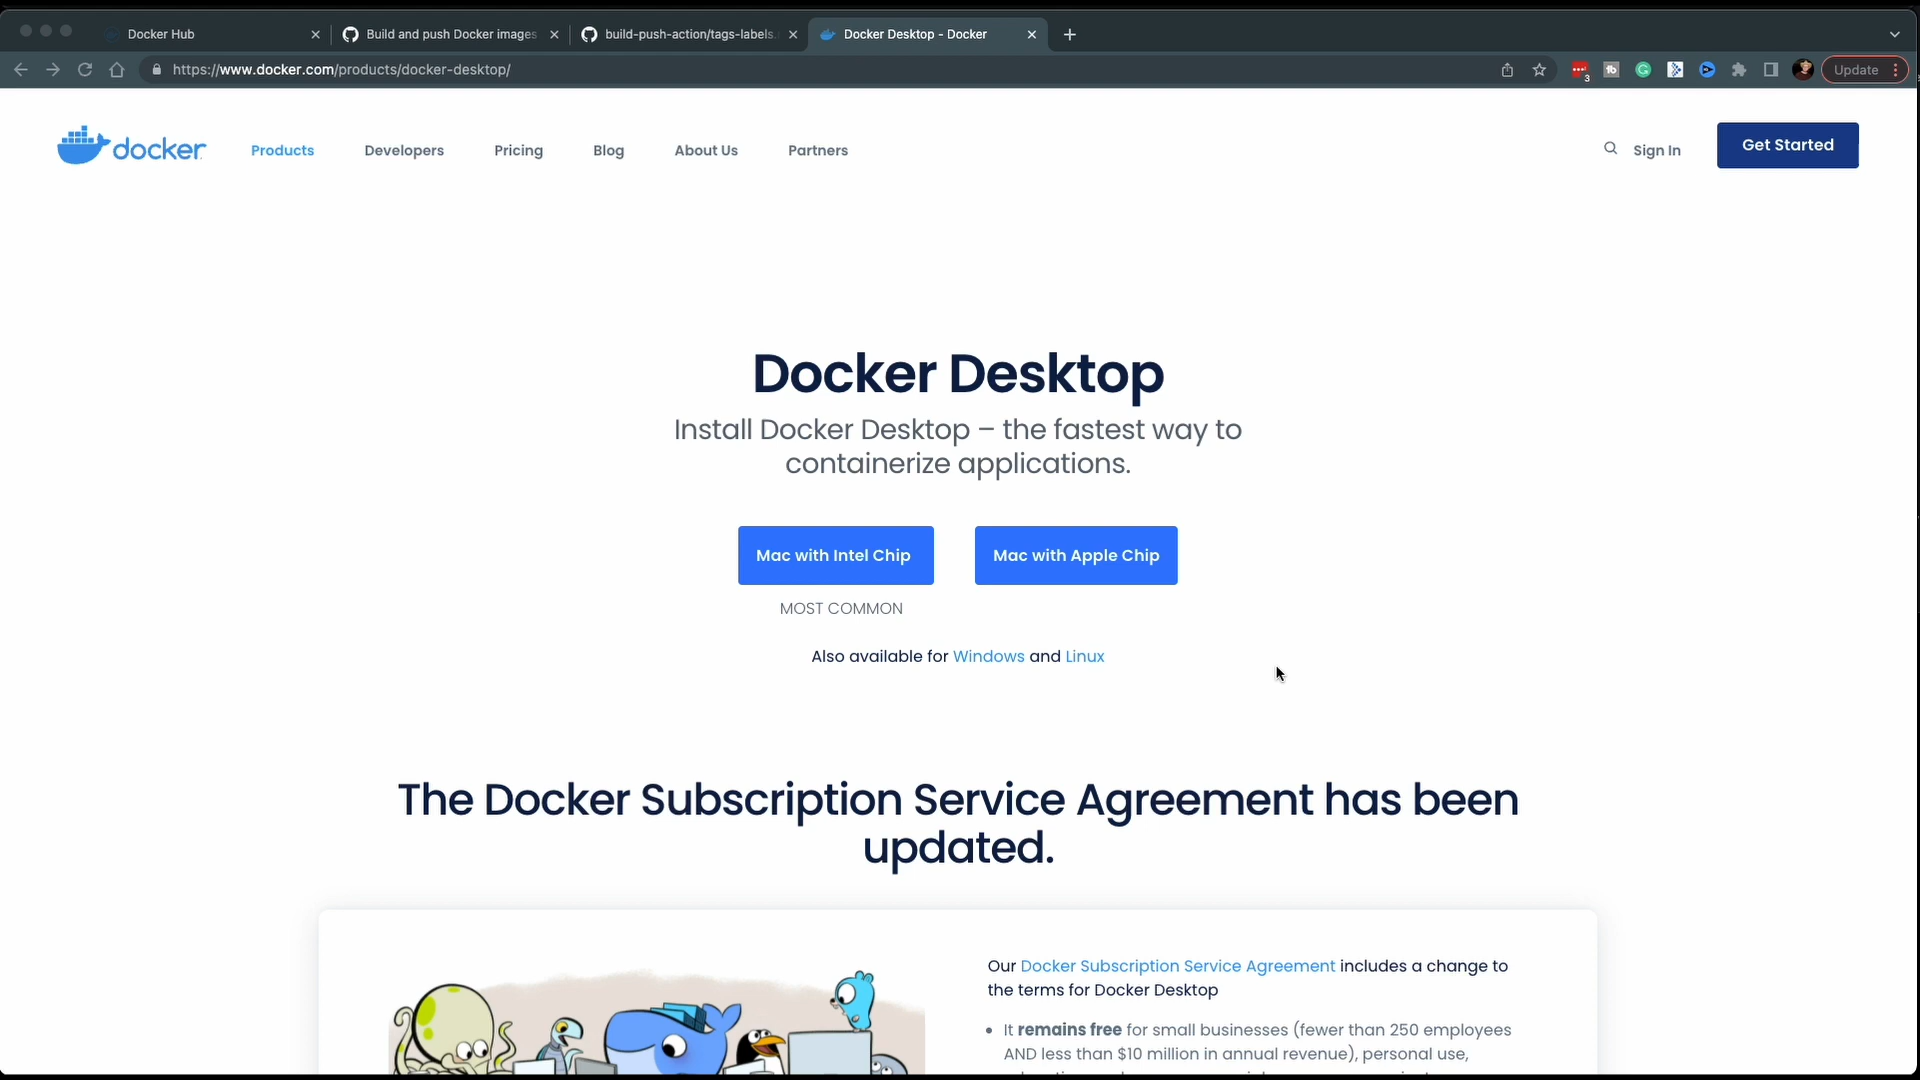 Docker Hub
Build and push Docker images
build-push-action/tags-labels.
Docker Desktop - Docker
https://www.docker.com/products/docker-desktop/
3
Update
docker
Products
Developers
Pricing
Blog
About Us
Partners
Sign In
Get Started
Docker Desktop
Install Docker Desktop – the fastest way to
containerize applications.
Mac with Intel Chip
Mac with Apple Chip
MOST COMMON
Also available for Windows and Linux
The Docker Subscription Service Agreement has been
updated.
Our Docker Subscription Service Agreement includes a change to
the terms for Docker Desktop
• It remains free for small businesses (fewer than 250 employees
AND less than $10 million in annual revenue), personal use,